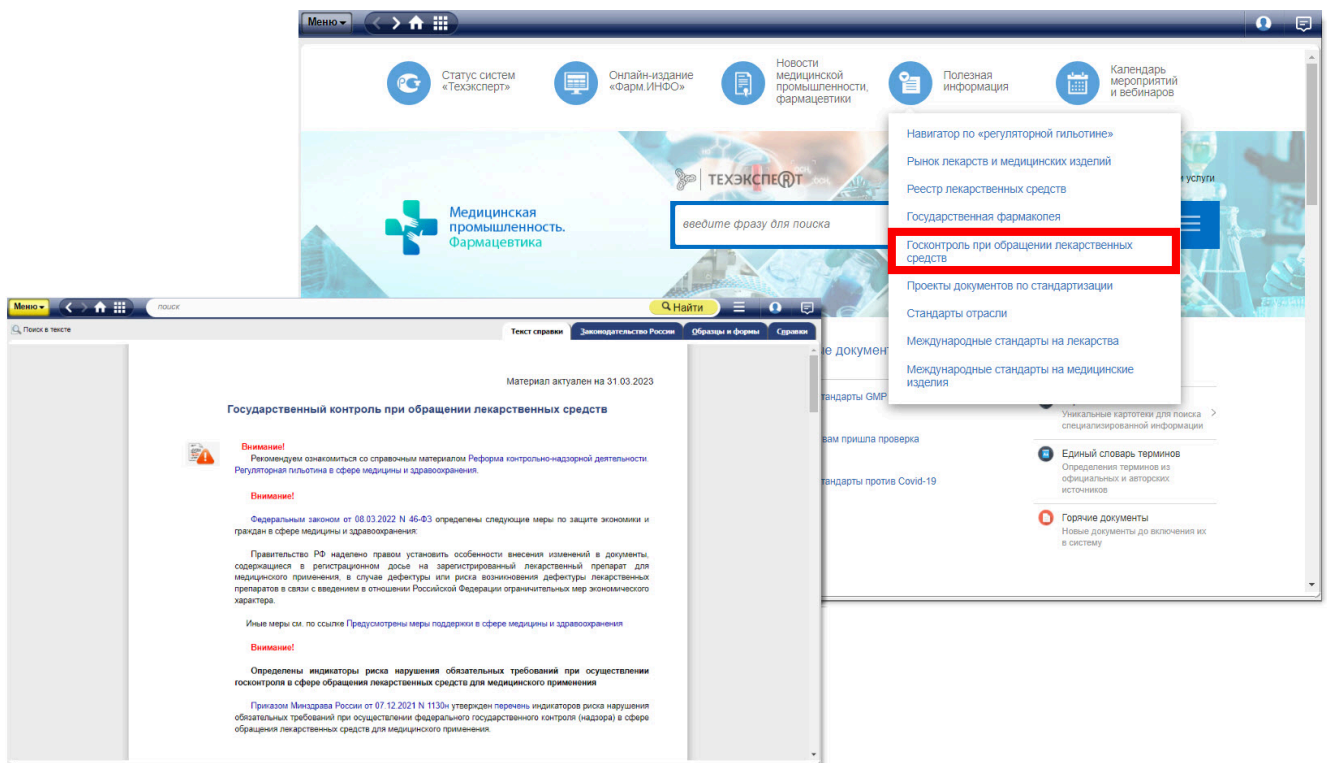 Меню
Статус систем
«Техэксперт»
Онлайн-издание
«Фарм.ИНФО»
Новости
медицинской
промышленности,
фармацевтики
Полезная
информация
Календарь
мероприятий
и вебинаров
Навигатор по «регуляторной гильотине»
Рынок лекарств и медицинских изделий
Реестр лекарственных средств
Государственная фармакопея
Госконтроль при обращении лекарственных
средств
Проекты документов по стандартизации
Стандарты отрасли
Международные стандарты на лекарства
Международные стандарты на медицинские
изделия
ТЕХЭКСПЕRТ
услуги
Медицинская
промышленность.
Фармацевтика
введите фразу для поиска
е докумен
тандарты GMP
вам пришла проверка
тандарты против Covid-19
Уникальные картотеки для поиска
специализированной информации
Единый словарь терминов
Определения терминов из
официальных и авторских
источников
Горячие документы
Новые документы до включения их
в систему
Меню
поиск
Найти
Поиск в тексте
Текст справки
Законодательство России
Образцы и формы
Справки
Материал актуален на 31.03.2023
Государственный контроль при обращении лекарственных средств
Внимание!
Рекомендуем ознакомиться со справочным материалом Реформа контрольно-надзорной деятельности.
Регуляторная гильотина в сфере медицины и здравоохранения.
Внимание!
Федеральным законом от 08.03.2022 N 46-ФЗ определены следующие меры по защите экономики и
граждан в сфере медицины и здравоохранения:
Правительство РФ наделено правом установить особенности внесения изменений в документы,
содержащиеся в регистрационном досье на зарегистрированный лекарственный препарат для
медицинского применения, в случае дефектуры или риска возникновения дефектуры лекарственных
препаратов в связи с введением в отношении Российской Федерации ограничительных мер экономического
характера.
Иные меры см. по ссылке Предусмотрены меры поддержки в сфере медицины и здравоохранения
Внимание!
Определены индикаторы риска нарушения обязательных требований при осуществлении
госконтроля в сфере обращения лекарственных средств для медицинского применения
Приказом Минздрава России от 07.12.2021 N 1130н утвержден перечень индикаторов риска нарушения
обязательных требований при осуществлении федерального государственного контроля (надзора) в сфере
обращения лекарственных средств для медицинского применения.